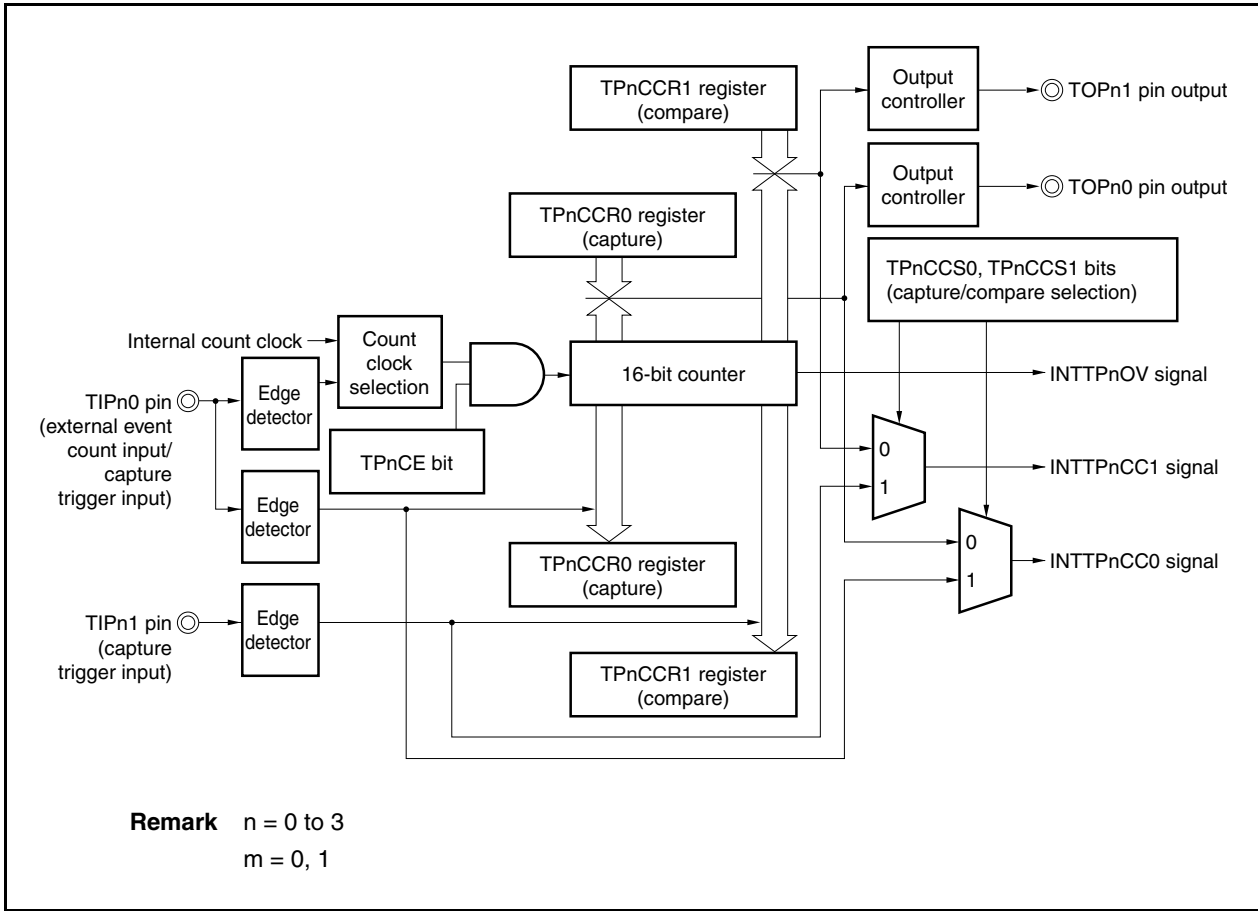 TPnCCR1 register
(compare)
Output
controller
TOPn1 pin output
Output
controller
TOPn0 pin output
TPnCCR0 register
(capture)
TPnCCS0, TPnCCS1 bits
(capture/compare selection)
Internal count clock
Count
clock
selection
16-bit counter
INTTPnOV signal
Edge
detector
TIPn0 pin
(external event
count input/
capture
trigger input)
TPnCE bit
0
1
INTTPnCC1 signal
Edge
detector
0
1
INTTPnCC0 signal
TPnCCR0 register
(capture)
Edge
detector
TIPn1 pin
(capture
trigger input)
TPnCCR1 register
(compare)
Remark n = 0 to 3
m = 0, 1